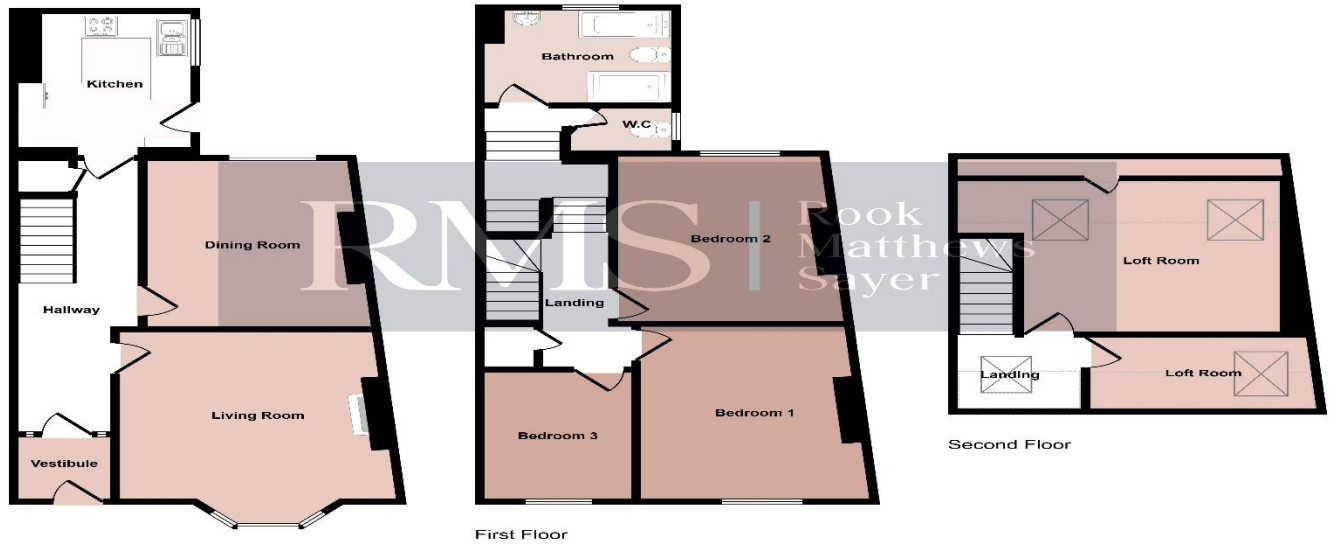 Kitchen
Dining Room
Hallway
Living Room
Vestibule
Bathroom
W.C
Bedroom 2
Landing
Bedroom 1
Bedroom 3
First Floor
RMS
Rook
Matthews
Sayer
Loft Room
Landing
Loft Room
Second Floor